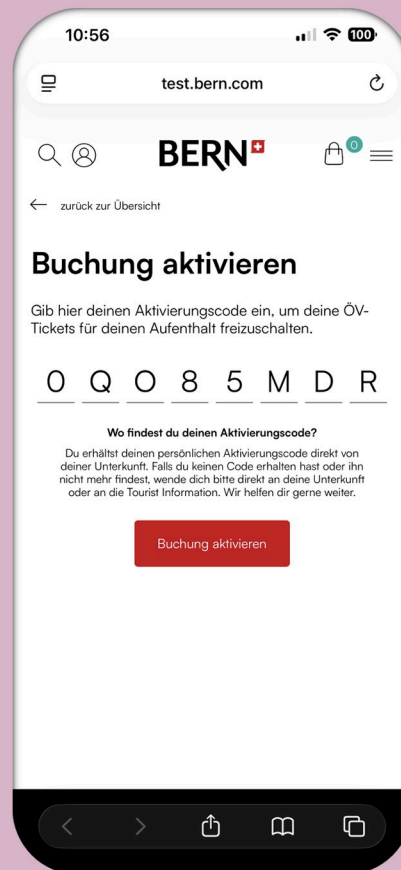 10:56
100
test.bern.com
BERN
0
zurück zur Übersicht
Buchung aktivieren
Gib hier deinen Aktivierungscode ein, um deine ÖV-
Tickets für deinen Aufenthalt freizuschalten.
0 Q O 8 5 M D R
Wo findest du deinen Aktivierungscode?
Du erhältst deinen persönlichen Aktivierungscode direkt von
deiner Unterkunft. Falls du keinen Code erhalten hast oder ihn
nicht mehr findest, wende dich bitte direkt an deine Unterkunft
oder an die Tourist Information. Wir helfen dir gerne weiter.
Buchung aktivieren